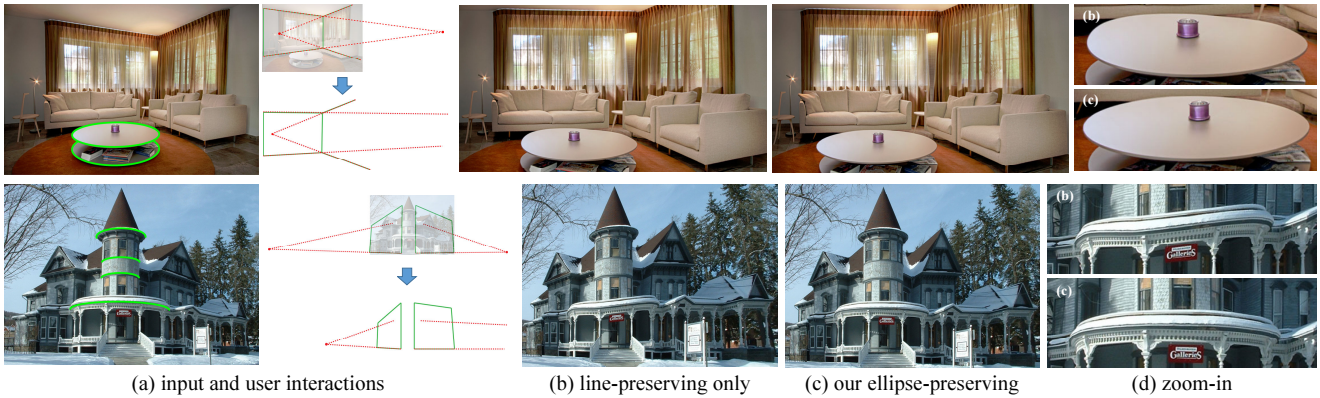 (b)
(c)
(b)
Galleries
(c)
Galleries
(a) input and user interactions
(b) line-preserving only
(c) our ellipse-preserving
(d) zoom-in